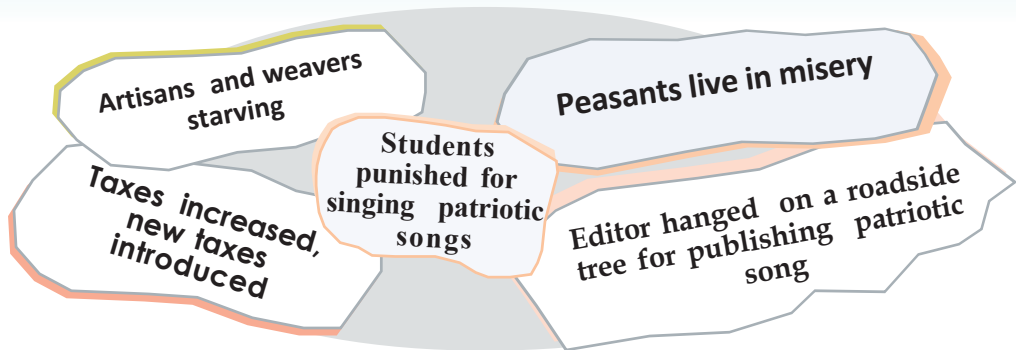 Artisans and weavers
starving
Peasants live in misery
Students
punished for
singing patriotic
songs
Taxes increased,
new taxes
introduced
Editor hanged on a roadside
tree for publishing patriotic
song